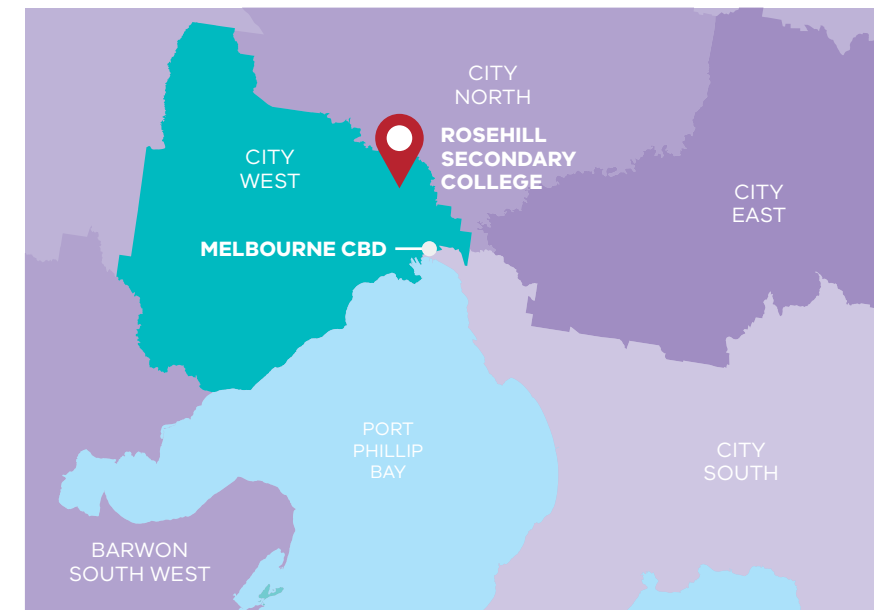 CITY
NORTH
ROSEHILL
SECONDARY
COLLEGE
CITY
WEST
CITY
EAST
MELBOURNE CBD
PORT
PHILLIP
BAY
CITY
SOUTH
BARWON
SOUTH WEST